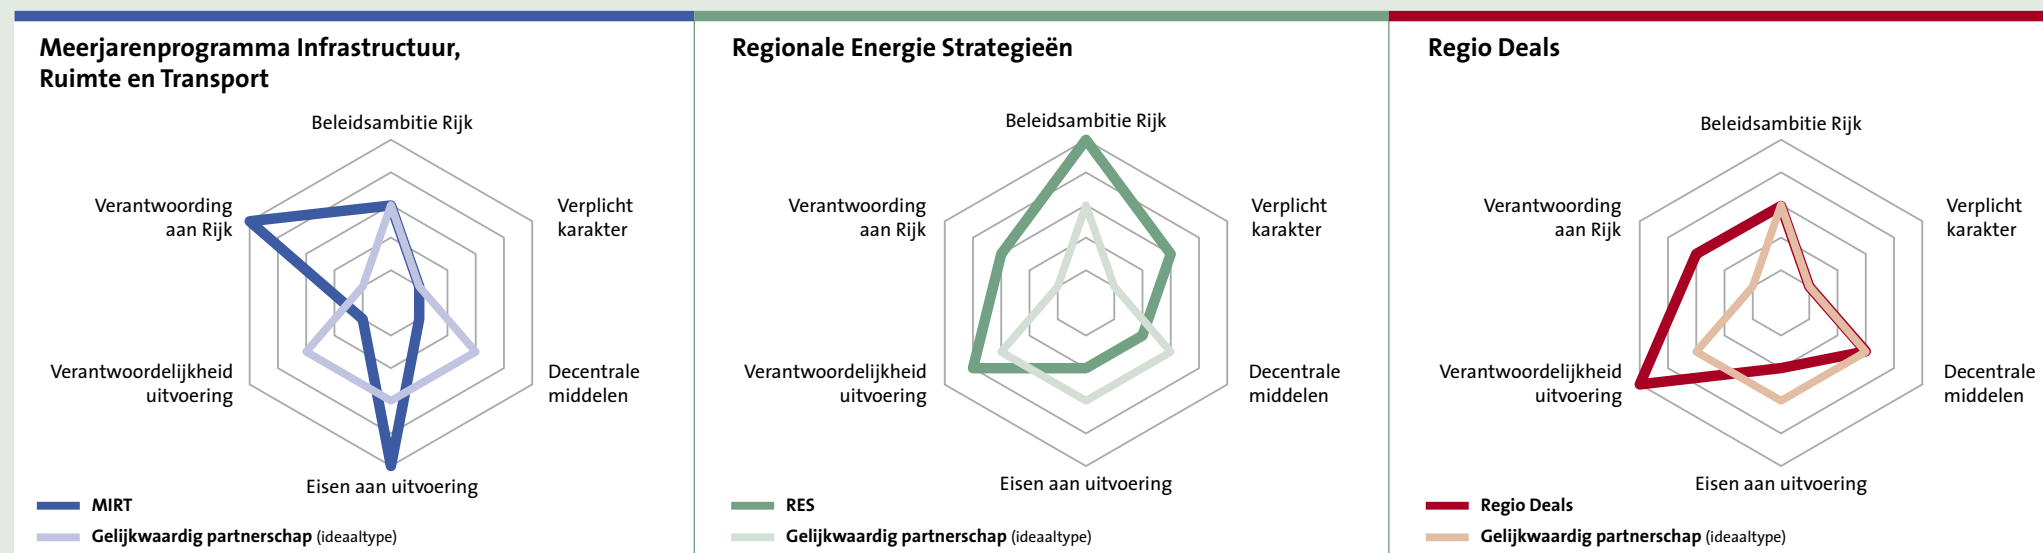 Meerjarenprogramma Infrastructuur,
Ruimte en Transport
Beleidsambitie Rijk
Verplicht
karakter
Decentrale
middelen
Eisen aan uitvoering
Verantwoordelijkheid
uitvoering
Verantwoording
aan Rijk
MIRT
Gelijkwaardig partnerschap (ideaaltype)
Regionale Energie Strategieën
Beleidsambitie Rijk
Verplicht
karakter
Decentrale
middelen
Eisen aan uitvoering
Verantwoordelijkheid
uitvoering
Verantwoording
aan Rijk
RES
Gelijkwaardig partnerschap (ideaaltype)
Regio Deals
Beleidsambitie Rijk
Verplicht
karakter
Decentrale
middelen
Eisen aan uitvoering
Verantwoordelijkheid
uitvoering
Verantwoording
aan Rijk
Regio Deals
Gelijkwaardig partnerschap (ideaaltype)